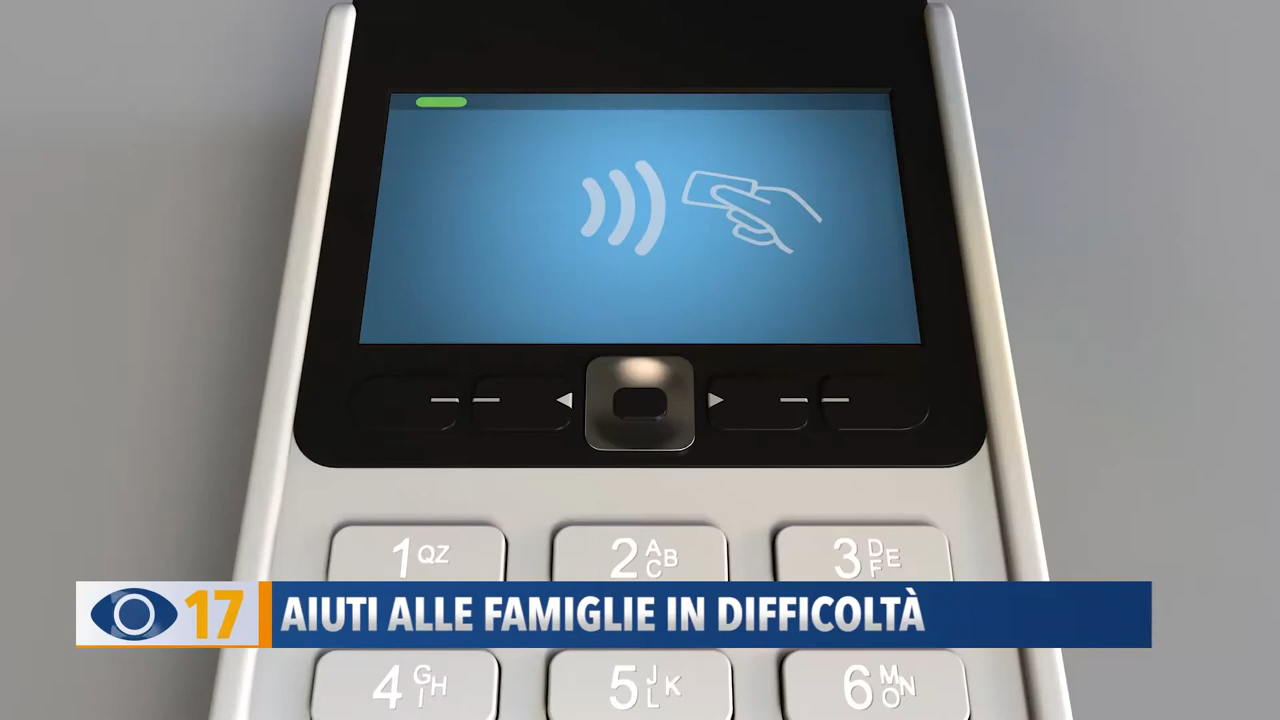 1 QZ
2 ABC
3 DEF
17 AIUTI ALLE FAMIGLIE IN DIFFICOLTÀ
4 GHI
5 JKL
6 MNO